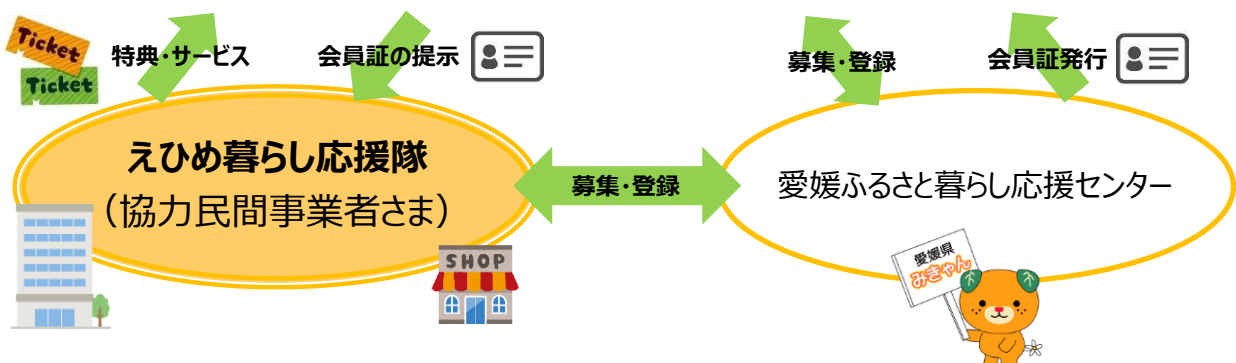 Ticket
Ticket
特典・サービス
会員証の提示
募集・登録
会員証発行
えひめ暮らし応援隊
（協力民間事業者さま）
募集・登録
愛媛ふるさと暮らし応援センター
SHOP
愛媛県
みきゃん